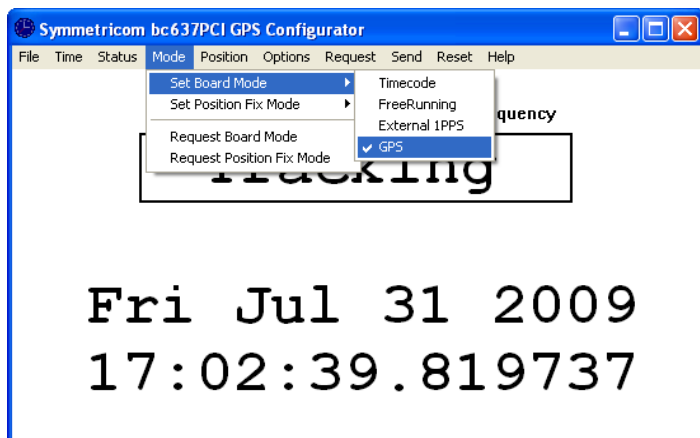 Symmetricom bc637PCI GPS Configurator
File Time Status Mode Position Options Request Send Reset Help
Set Board Mode
Set Position Fix Mode
Request Board Mode
Request Position Fix Mode
Timecode
FreeRunning
External 1PPS
GPS
quency
Tracking
Fri Jul 31 2009
17:02:39.819737